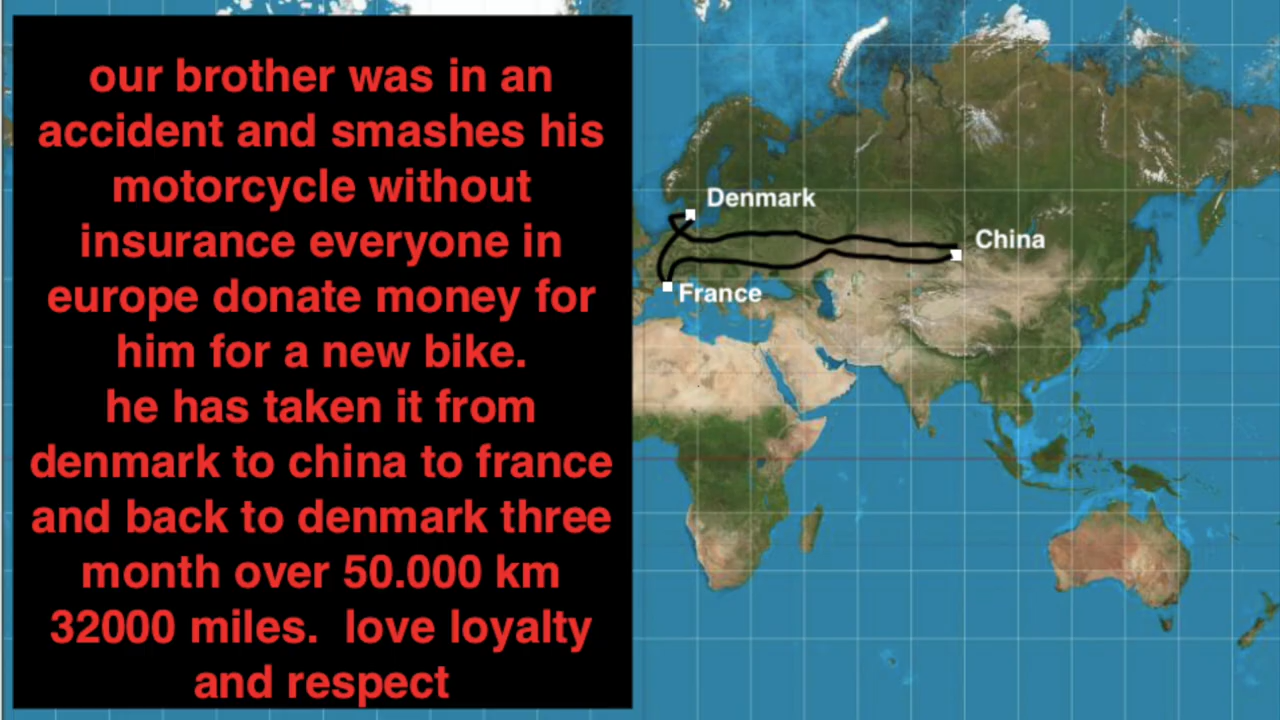 our brother was in an
accident and smashes his
motorcycle without
insurance everyone in
europe donate money for
him for a new bike.
he has taken it from
denmark to china to france
and back to denmark three
month over 50.000 km
32000 miles.  love loyalty
and respect
Denmark
China
France